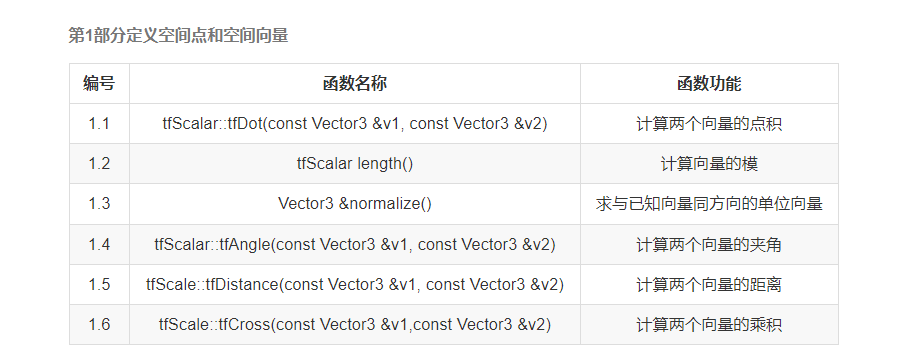 第1部分定义空间点和空间向量
编号 函数名称 函数功能
1.1 tfScalar::tfDot(const Vector3 &v1, const Vector3 &v2) 计算两个向量的点积
1.2 tfScalar length() 计算向量的模
1.3 Vector3 &normalize() 求与已知向量同方向的单位向量
1.4 tfScalar::tfAngle(const Vector3 &v1, const Vector3 &v2) 计算两个向量的夹角
1.5 tfScale::tfDistance(const Vector3 &v1, const Vector3 &v2) 计算两个向量的距离
1.6 tfScale::tfCross(const Vector3 &v1,const Vector3 &v2) 计算两个向量的乘积